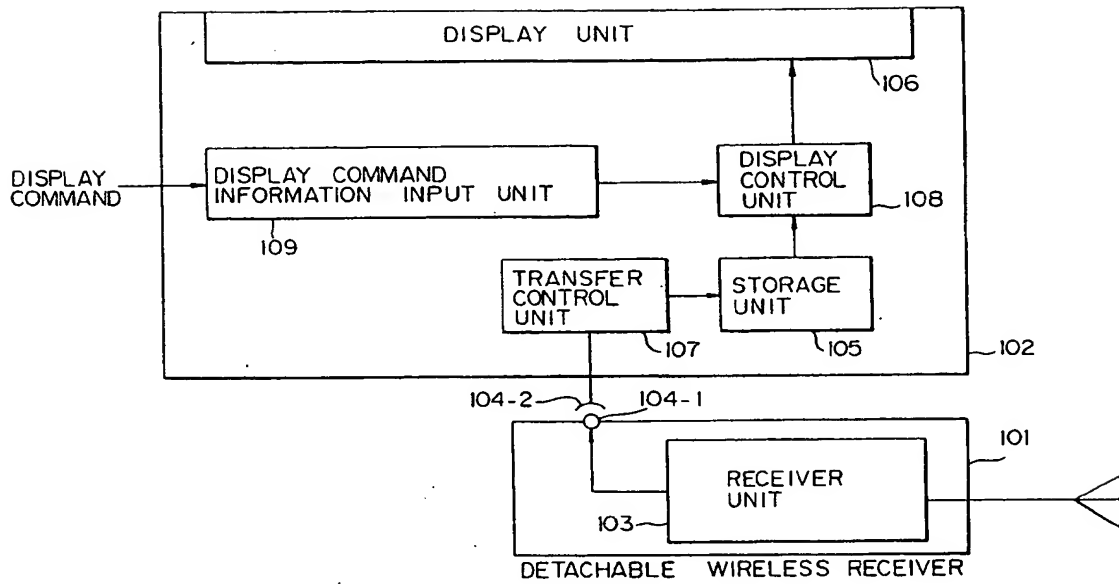 DISPLAY UNIT
106
DISPLAY COMMAND
DISPLAY COMMAND INFORMATION INPUT UNIT
109
DISPLAY CONTROL UNIT
108
TRANSFER CONTROL UNIT
107
STORAGE UNIT
105
102
104-2
104-1
101
RECEIVER UNIT
103
DETACHABLE WIRELESS RECEIVER